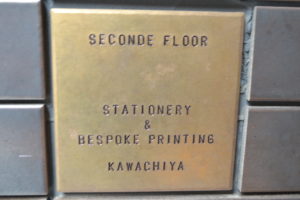 SECONDE FLOOR
STATIONERY
&
BESPOKE PRINTING
KAWACHIYA